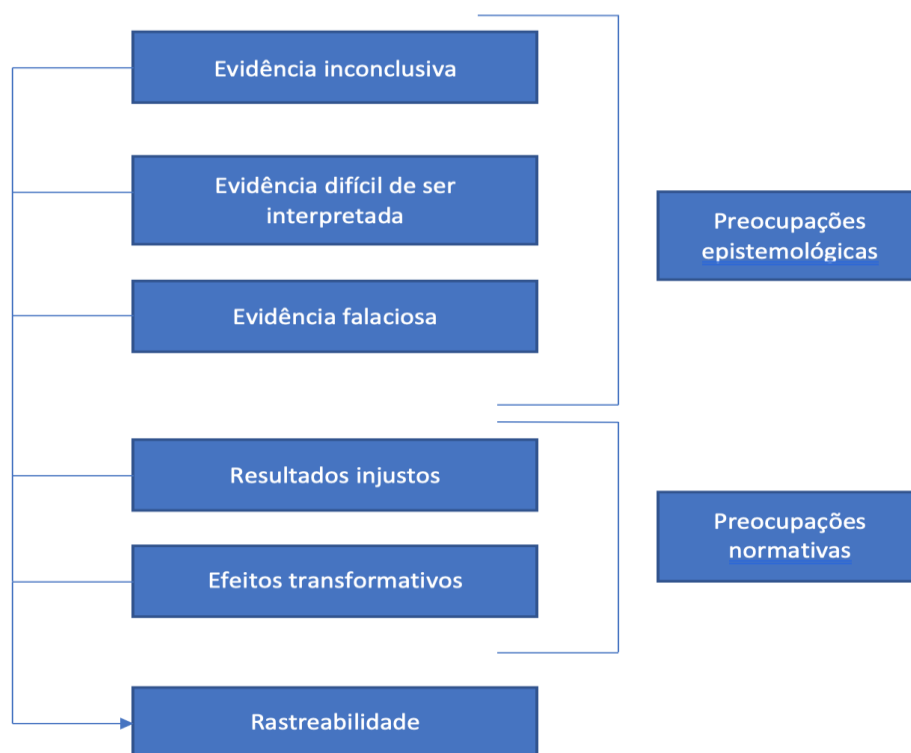 Evidência inconclusiva
Evidência difícil de ser
interpretada
Evidência falaciosa
Preocupações
epistemológicas
Resultados injustos
Efeitos transformativos
Preocupações
normativas
Rastreabilidade